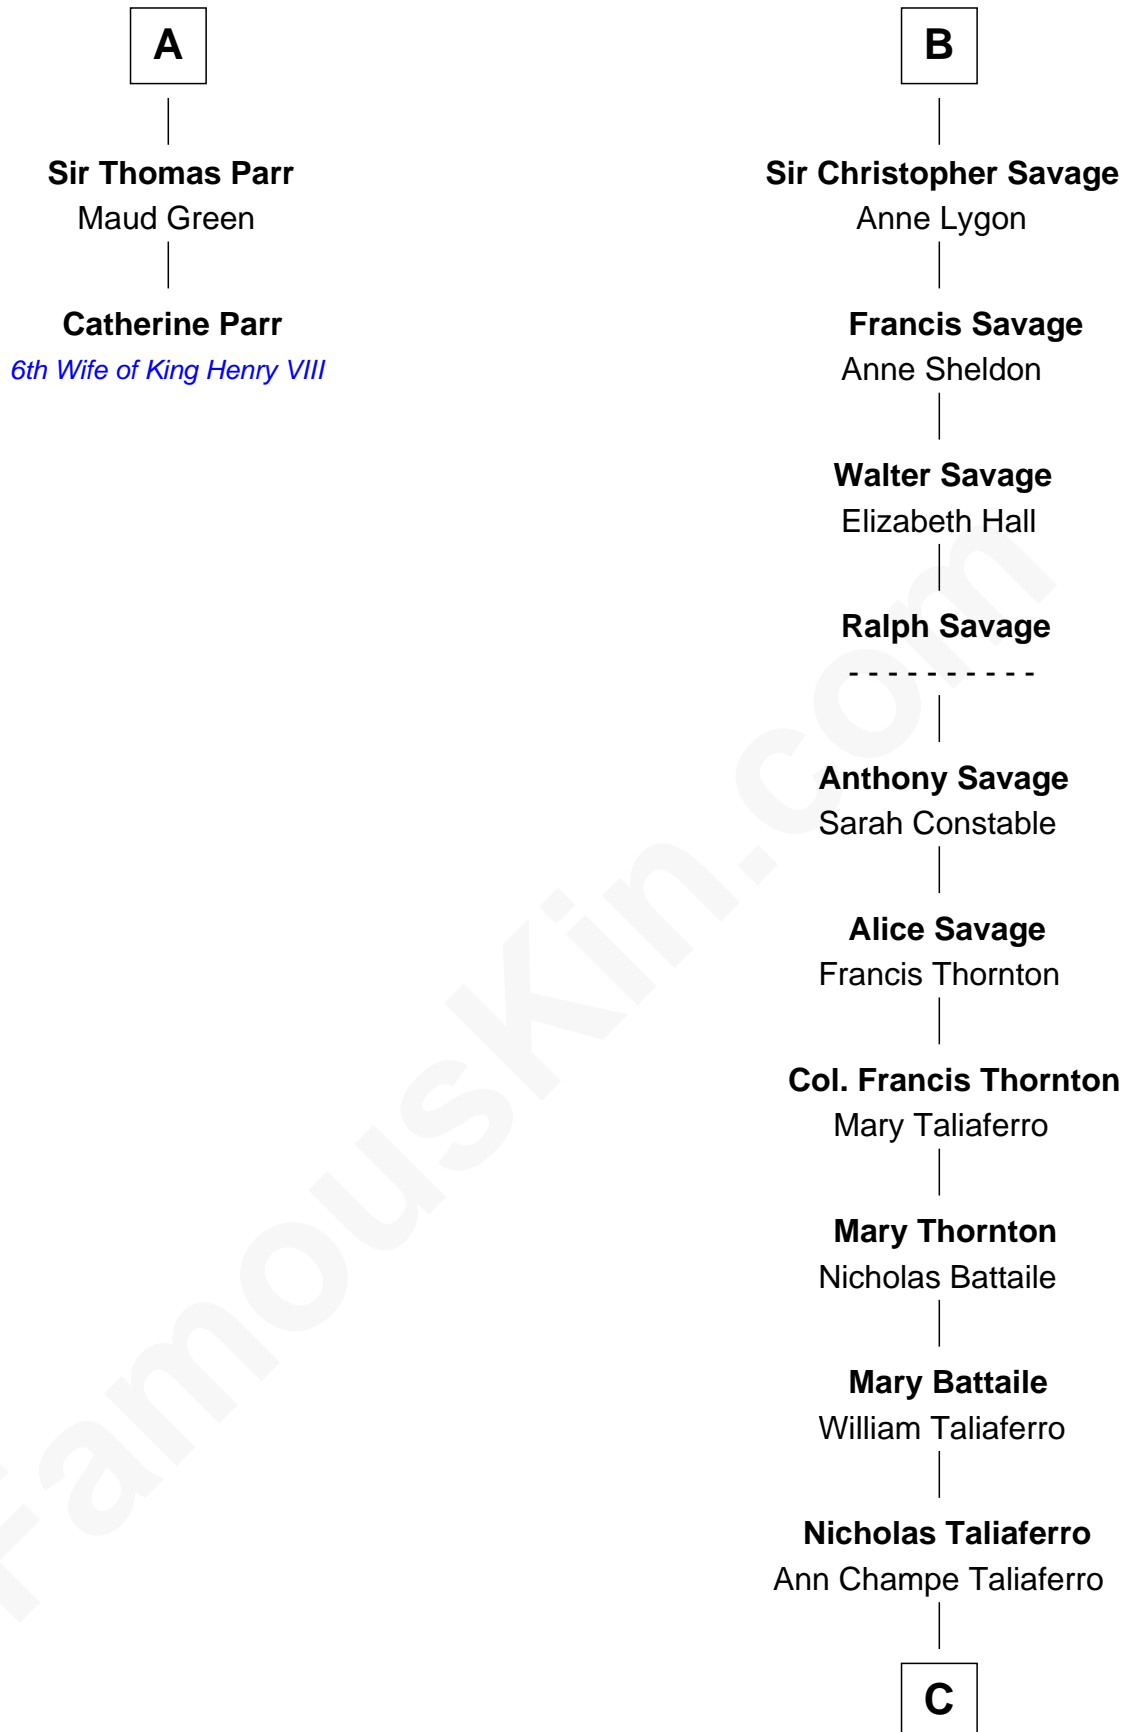 A
Sir Thomas Parr
Maud Green
Catherine Parr
6th Wife of King Henry VIII
B
Sir Christopher Savage
Anne Lygon
Francis Savage
Anne Sheldon
Walter Savage
Elizabeth Hall
Ralph Savage
- - - - - - - - - -
Anthony Savage
Sarah Constable
Alice Savage
Francis Thornton
Col. Francis Thornton
Mary Taliaferro
Mary Thornton
Nicholas Battaile
Mary Battaile
William Taliaferro
Nicholas Taliaferro
Ann Champe Taliaferro
C
FamousKin.com